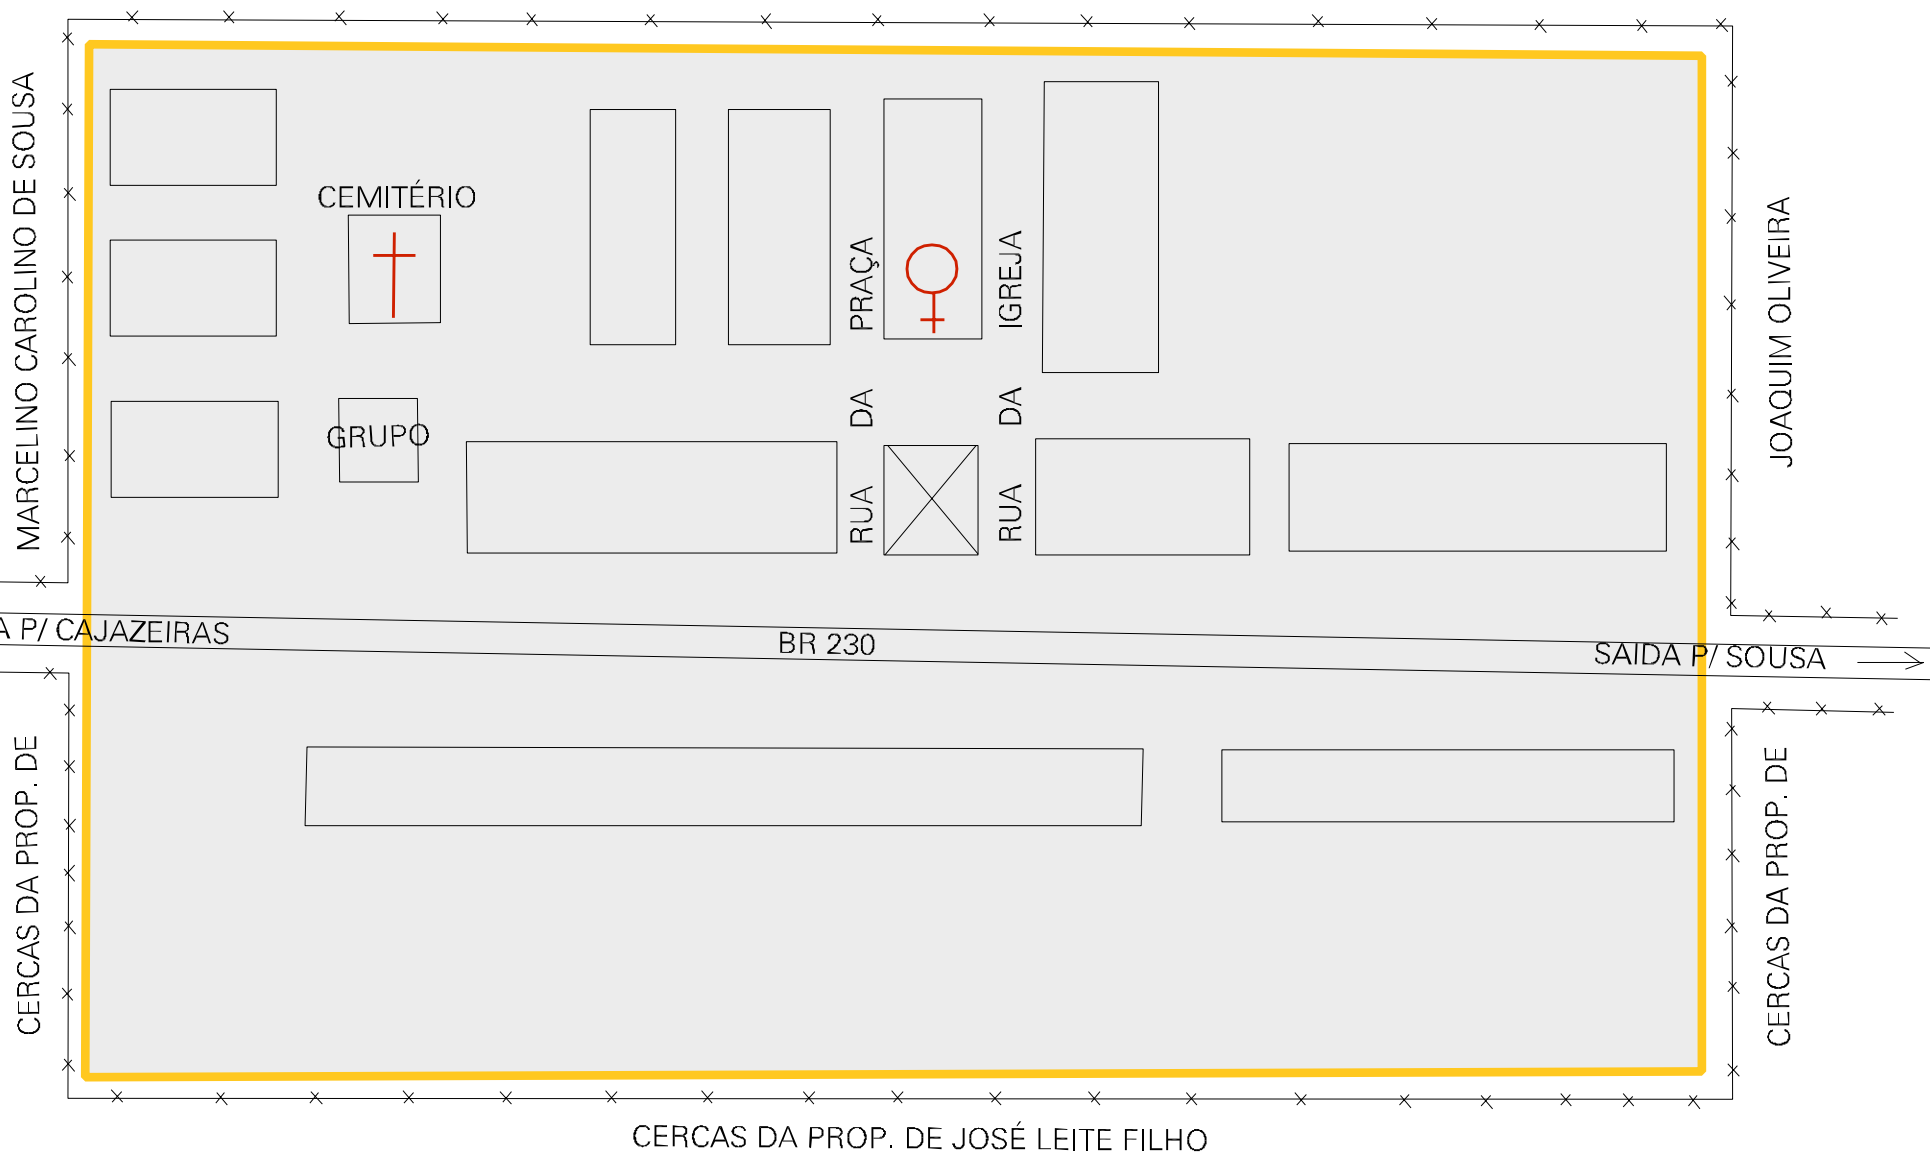 CERCAS DA PROP. DE MARCELINO CAROLINO DE SOUSA
CEMITÉRIO
GRUPO
RUA DA PRAÇA
RUA DA IGREJA
CERCAS DA PROP. DE JOAQUIM OLIVEIRA
A P/ CAJAZEIRAS
BR 230
SAIDA P/ SOUSA
CERCAS DA PROP. DE JOSÉ LEITE FILHO